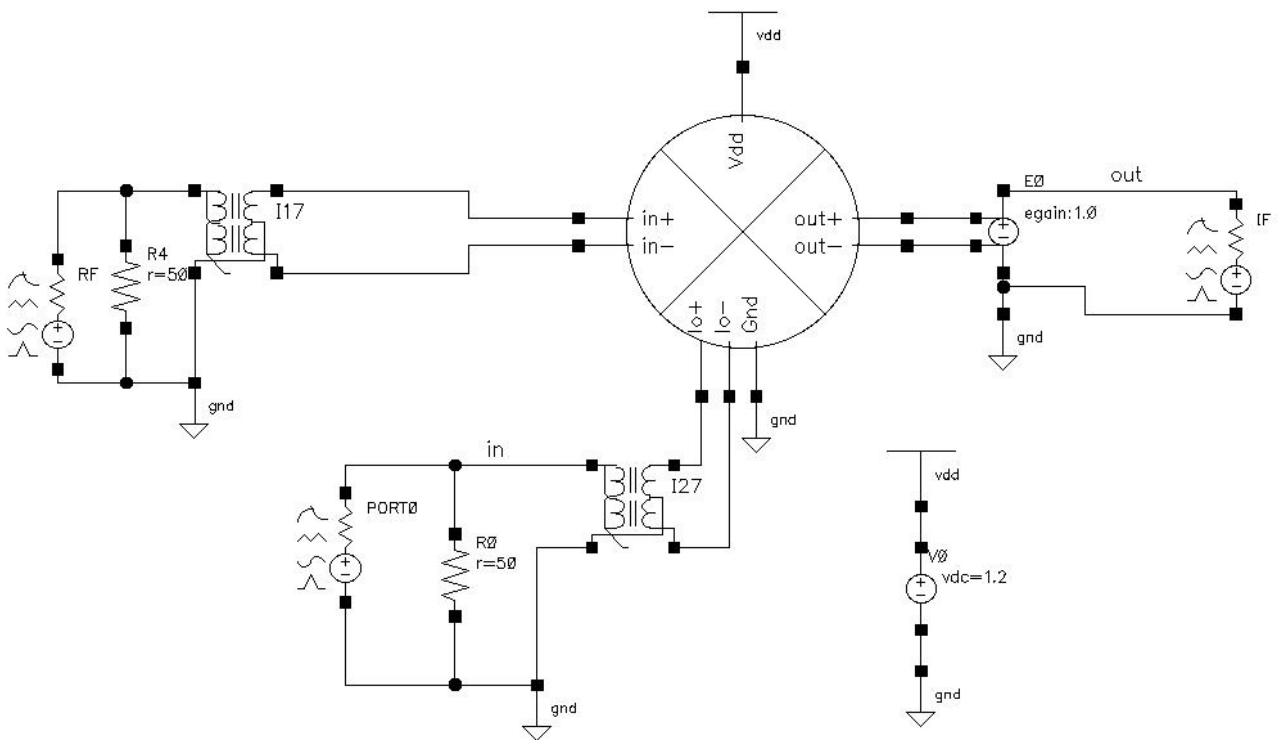 vdd
Vdd
I17
in+
in-
out+
out-
E0
egain:1.0
out
IF
RF
R4
r=50
lo+
lo-
Gnd
gnd
gnd
gnd
in
I27
PORT0
R0
r=50
vdd
V0
vdc=1.2
gnd
gnd